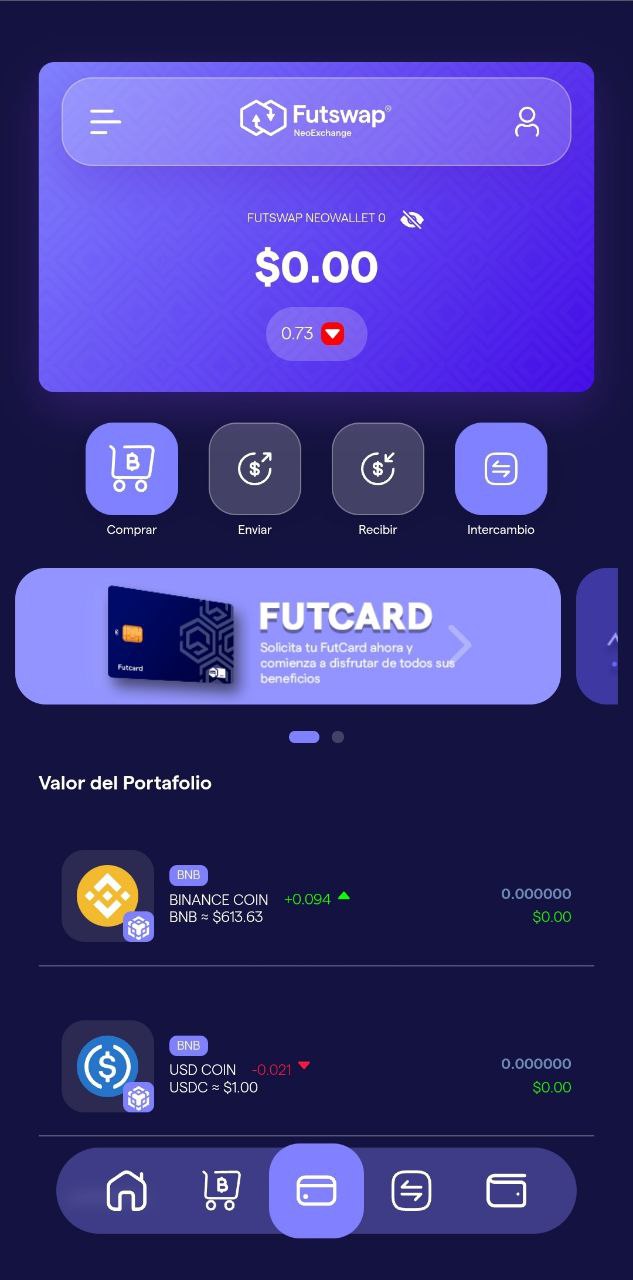 Futswap®
NeoExchange
FUTSWAP NEOWALLET 0
$0.00
0.73
Comprar
Enviar
Recibir
Intercambio
Futcard
FUTCARD
Solicita tu FutCard ahora y
comienza a disfrutar de todos sus
beneficios
Valor del Portafolio
BNB
BINANCE COIN +0.094 0.000000
BNB ≈ $613.63 $0.00
BNB
USD COIN -0.021 0.000000
USDC ≈ $1.00 $0.00